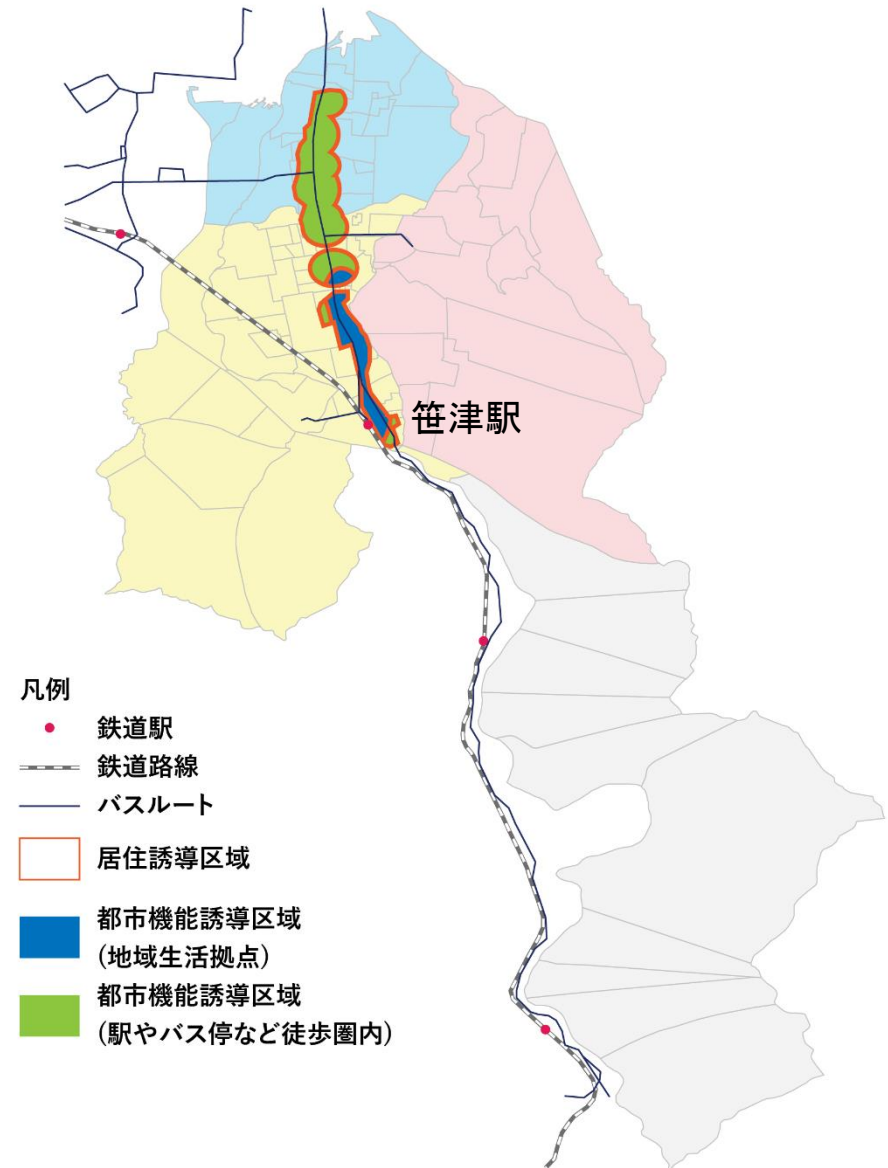 笹津駅
凡例
鉄道駅
鉄道路線
バスルート
居住誘導区域
都市機能誘導区域
(地域生活拠点)
都市機能誘導区域
(駅やバス停など徒歩圏内)